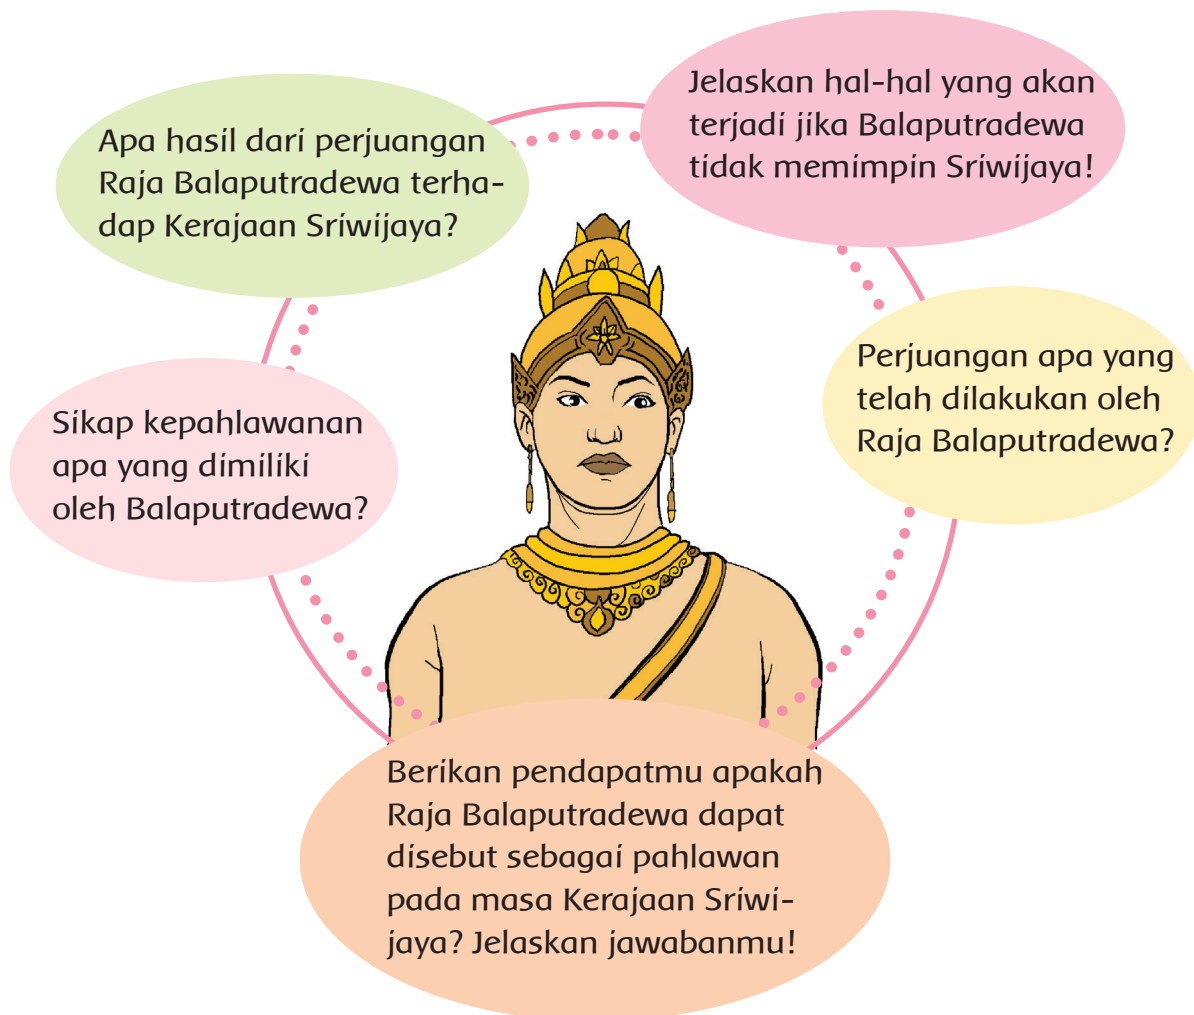 Apa hasil dari perjuangan
Raja Balaputradewa terha-
dap Kerajaan Sriwijaya?
Jelaskan hal-hal yang akan
terjadi jika Balaputradewa
tidak memimpin Sriwijaya!
Sikap kepahlawanan
apa yang dimiliki
oleh Balaputradewa?
Perjuangan apa yang
telah dilakukan oleh
Raja Balaputradewa?
Berikan pendapatmu apakah
Raja Balaputradewa dapat
disebut sebagai pahlawan
pada masa Kerajaan Sriwi-
jaya? Jelaskan jawabanmu!